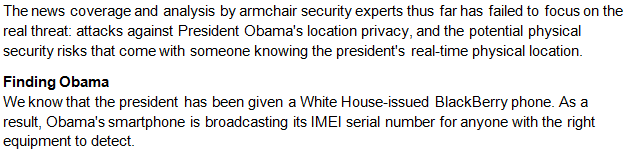 The news coverage and analysis by armchair security experts thus far has failed to focus on the
real threat: attacks against President Obama's location privacy, and the potential physical
security risks that come with someone knowing the president's real-time physical location.
Finding Obama
We know that the president has been given a White House-issued BlackBerry phone. As a
result, Obama's smartphone is broadcasting its IMEI serial number for anyone with the right
equipment to detect.